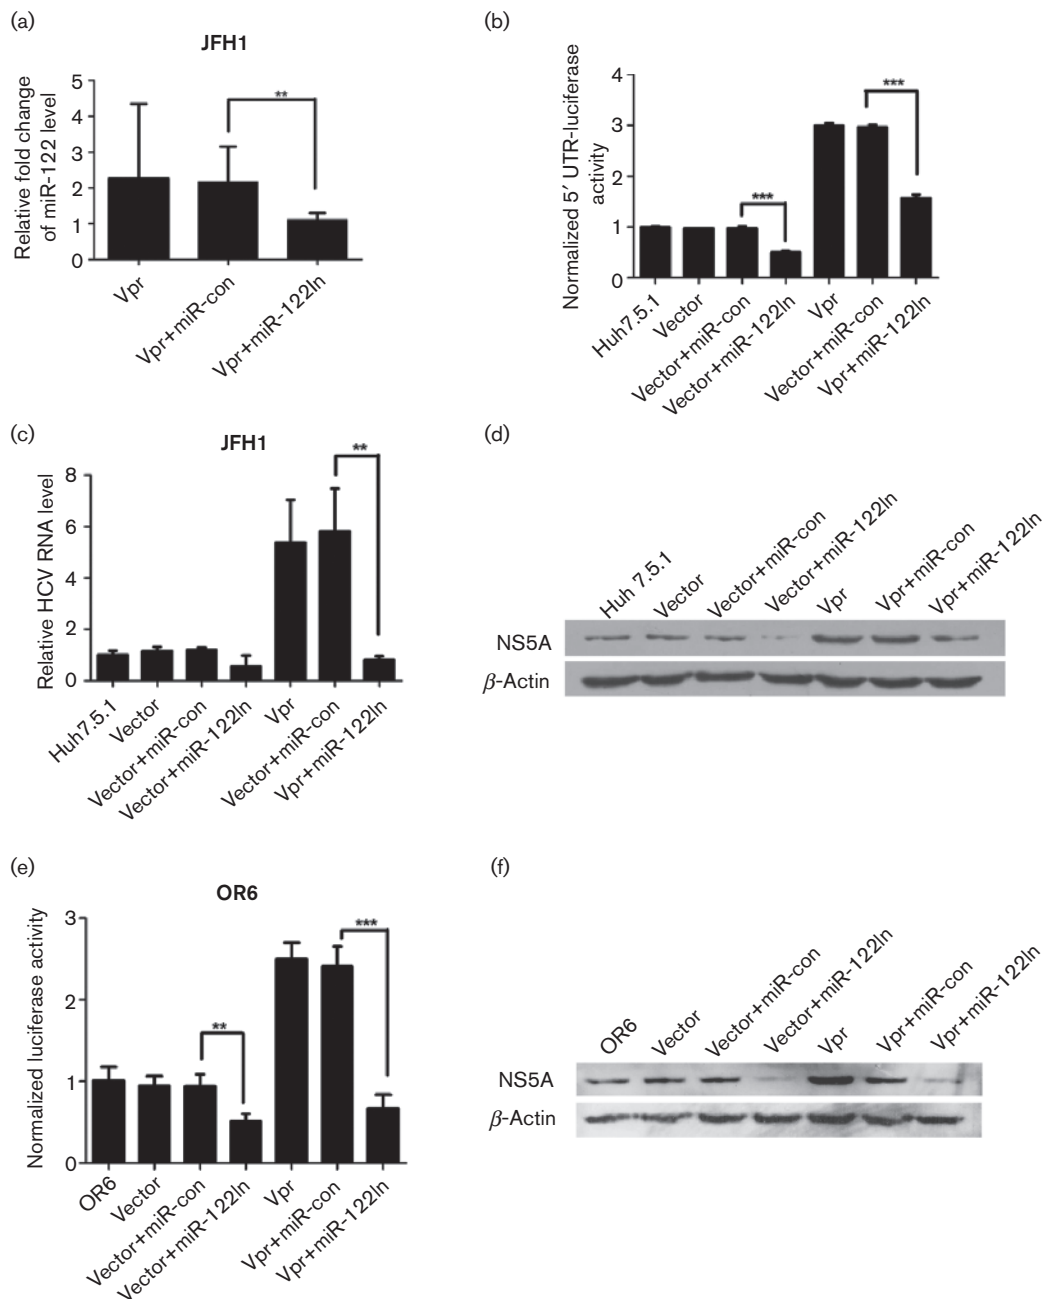 (a)
JFH1
Relative fold change
of miR-122 level
5
4
3
2
1
0
**
Vpr
Vpr+miR-con
Vpr+miR-122In
(b)
Normalized 5′ UTR-luciferase
activity
4
3
2
1
0
***
***
Huh7.5.1
Vector
Vector+miR-con
Vector+miR-122In
Vpr
Vector+miR-con
Vpr+miR-122In
(c)
JFH1
Relative HCV RNA level
8
6
4
2
0
**
Huh7.5.1
Vector
Vector+miR-con
Vector+miR-122In
Vpr
Vector+miR-con
Vpr+miR-122In
(d)
Huh 7.5.1
Vector
Vector+miR-con
Vector+miR-122In
Vpr
Vpr+miR-con
Vpr+miR-122In
NS5A
β-Actin
(e)
OR6
Normalized luciferase activity
3
2
1
0
**
***
OR6
Vector
Vector+miR-con
Vector+miR-122In
Vpr
Vpr+miR-con
Vpr+miR-122In
(f)
OR6
Vector
Vector+miR-con
Vector+miR-122In
Vpr
Vpr+miR-con
Vpr+miR-122In
NS5A
β-Actin